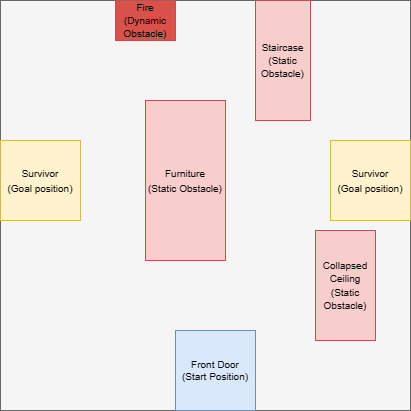 Fire
(Dynamic
Obstacle)
Staircase
(Static
Obstacle)
Survivor
(Goal position)
Furniture
(Static Obstacle)
Survivor
(Goal position)
Collapsed
Ceiling
(Static
Obstacle)
Front Door
(Start Position)